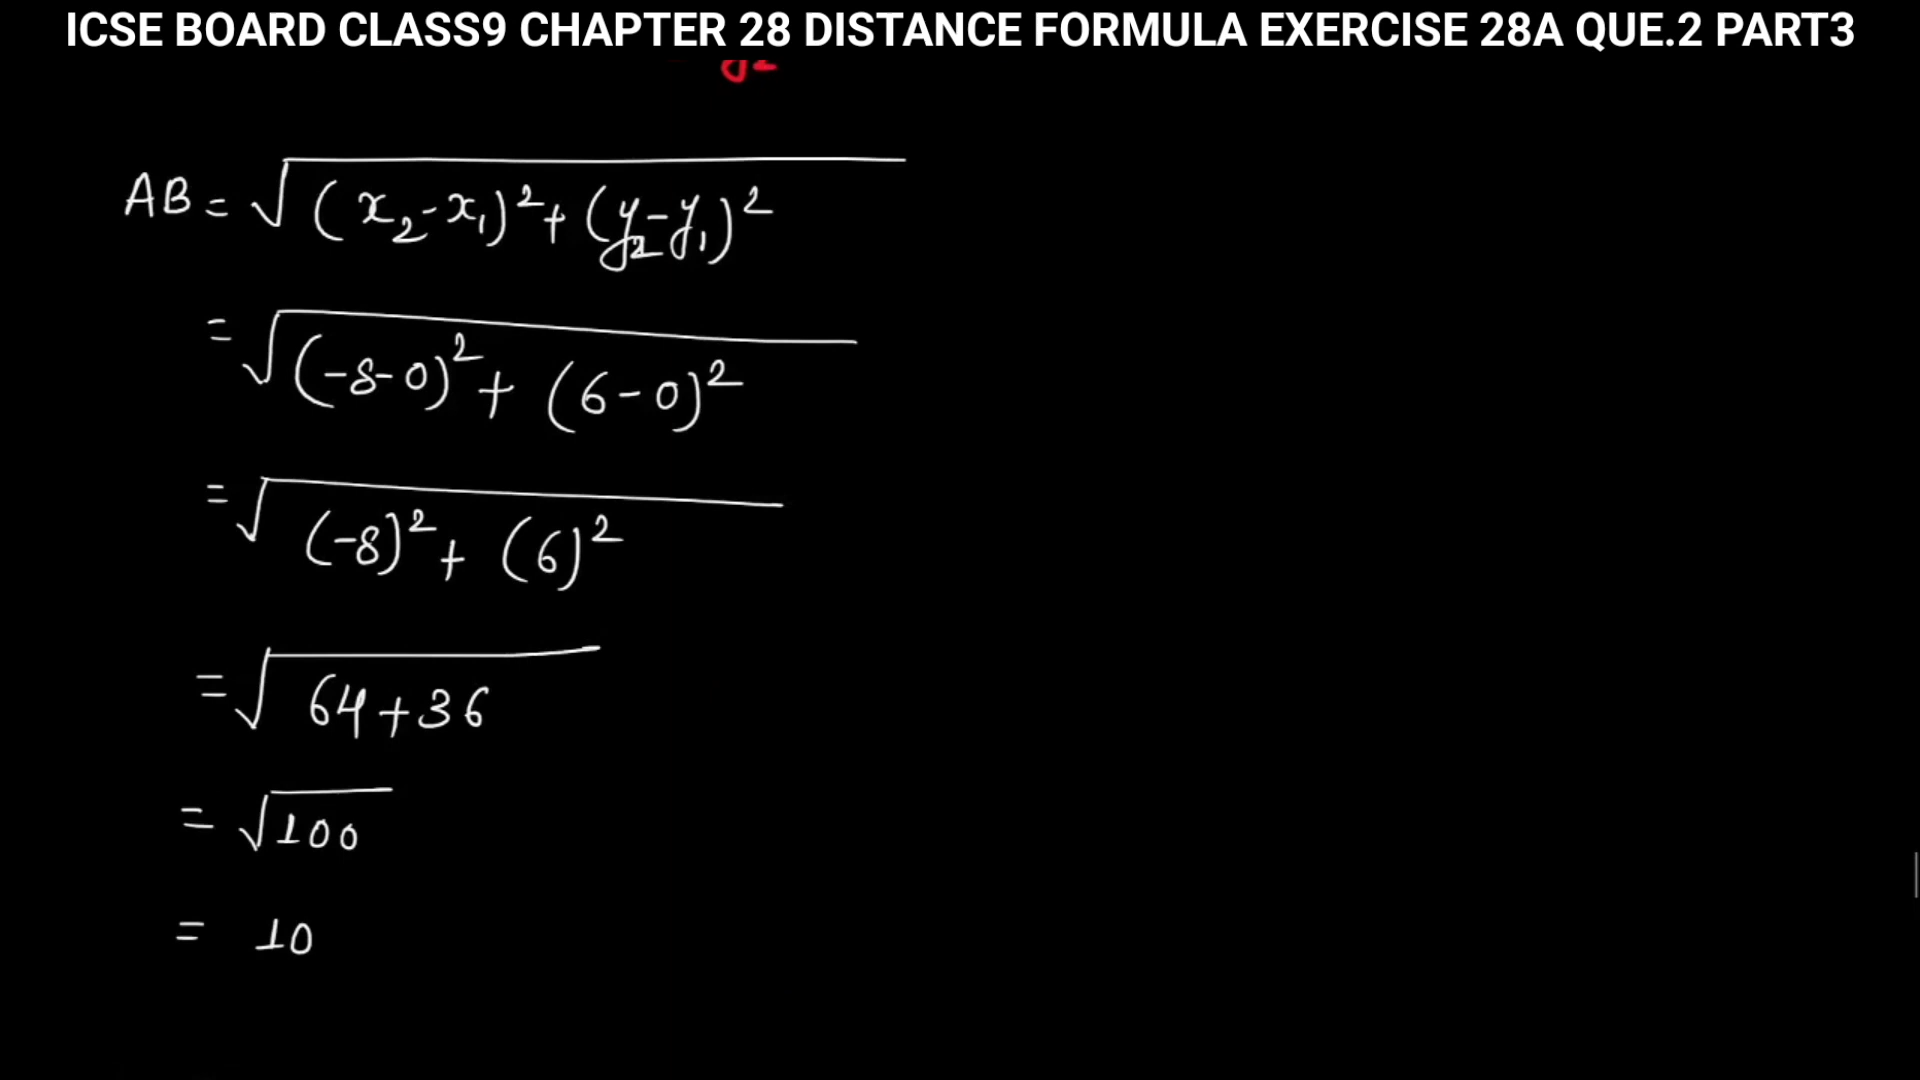 ICSE BOARD CLASS9 CHAPTER 28 DISTANCE FORMULA EXERCISE 28A QUE.2 PART3
AB = √(x₂-x₁)² + (y₂-y₁)²
= √(-8-0)² + (6-0)²
= √(-8)² + (6)²
= √64+36
= √100
= 10